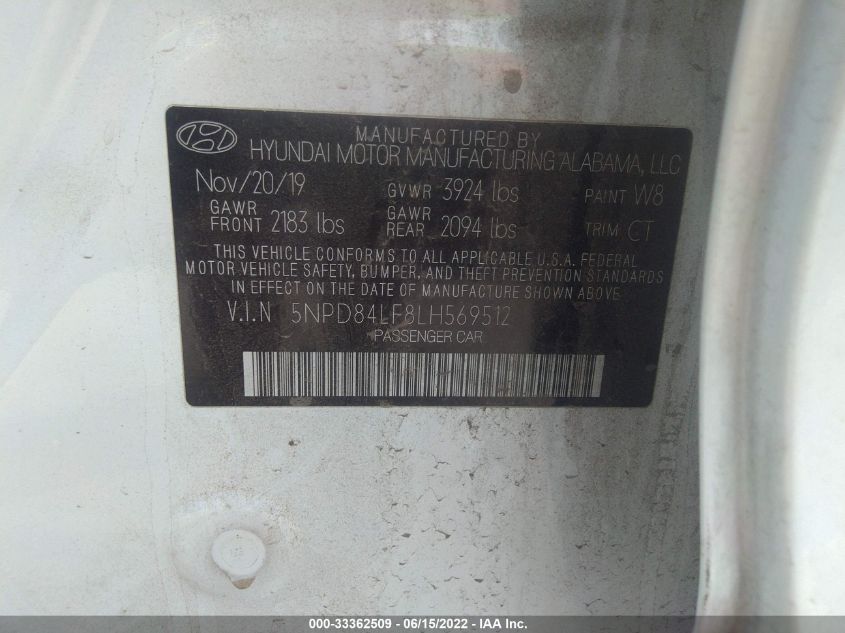 MANUFACTURED BY
HYUNDAI MOTOR MANUFACTURING ALABAMA, LLC
Nov/20/19 GVWR 3924 lbs PAINT W8
GAWR FRONT 2183 lbs GAWR REAR 2094 lbs TRIM CT
THIS VEHICLE CONFORMS TO ALL APPLICABLE U.S.A. FEDERAL
MOTOR VEHICLE SAFETY, BUMPER, AND THEFT PREVENTION STANDARDS
IN EFFECT ON THE DATE OF MANUFACTURE SHOWN ABOVE
V.I.N 5NPD84LF8LH569512
PASSENGER CAR
000-33362509 - 06/15/2022 - IAA Inc.